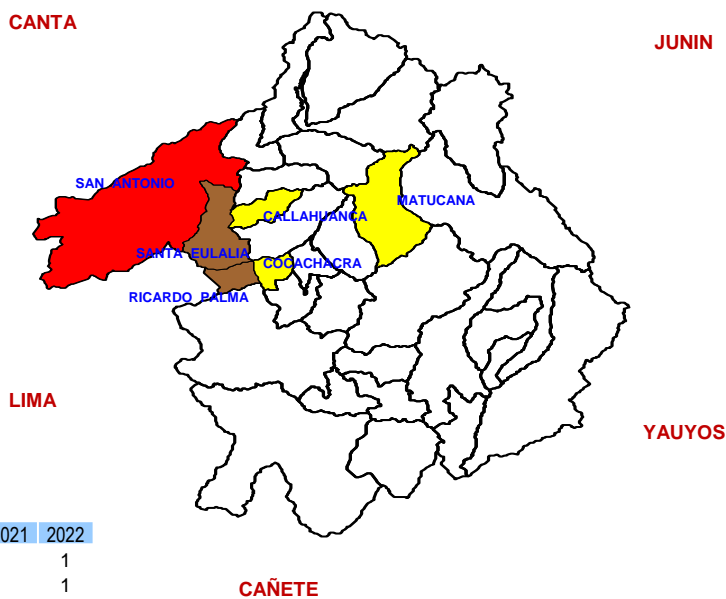 CANTA
JUNIN
SAN ANTONIO
MATUCANA
CALLAHUANCA
SANTA EULALIA
COCACHACRA
RICARDO PALMA
LIMA
YAUYOS
021 2022
1
1
CAÑETE